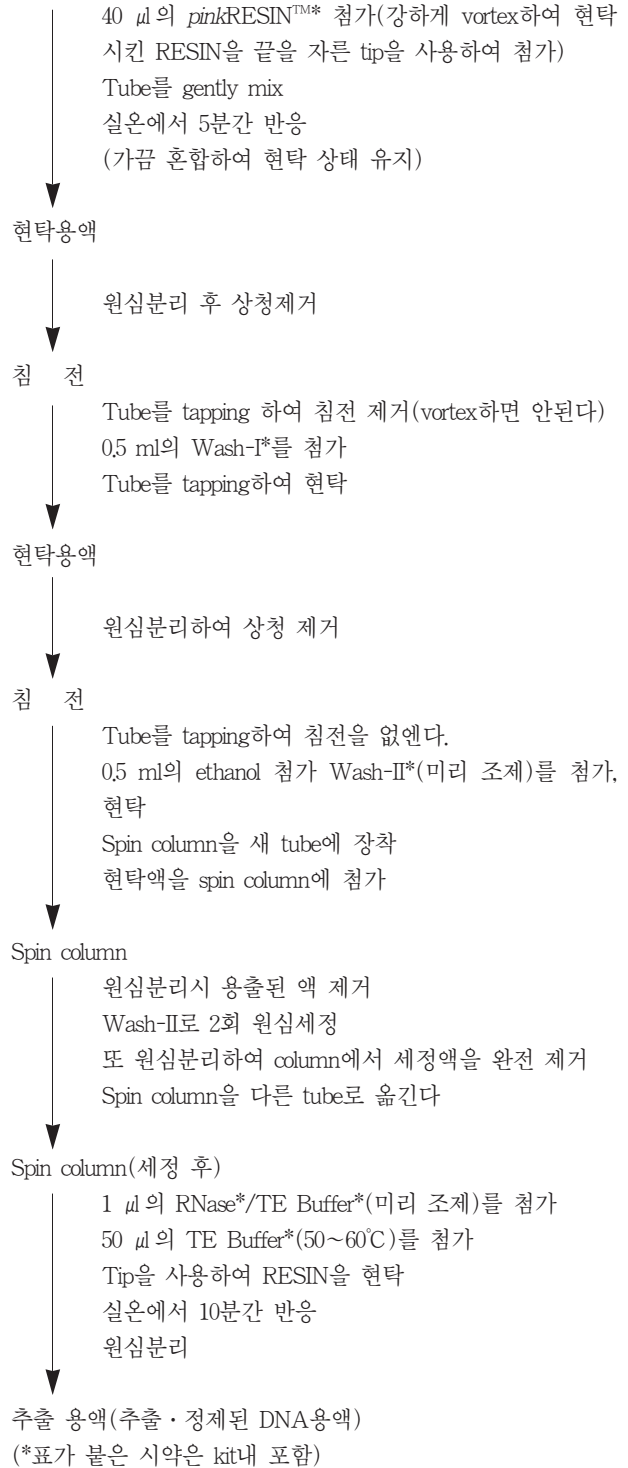 40 ㎕의 pinkRESIN™* 첨가(강하게 vortex하여 현탁
시킨 RESIN을 끝을 자른 tip을 사용하여 첨가)
Tube를 gently mix
실온에서 5분간 반응
(가끔 혼합하여 현탁 상태 유지)
현탁용액
원심분리 후 상청제거
침 전
Tube를 tapping 하여 침전 제거(vortex하면 안된다)
0.5 ml의 Wash-I*를 첨가
Tube를 tapping하여 현탁
현탁용액
원심분리하여 상청 제거
침 전
Tube를 tapping하여 침전을 없엔다.
0.5 ml의 ethanol 첨가 Wash-II*(미리 조제)를 첨가,
현탁
Spin column을 새 tube에 장착
현탁액을 spin column에 첨가
Spin column
원심분리시 용출된 액 제거
Wash-II로 2회 원심세정
또 원심분리하여 column에서 세정액을 완전 제거
Spin column을 다른 tube로 옮긴다
Spin column(세정 후)
1 ㎕의 RNase*/TE Buffer*(미리 조제)를 첨가
50 ㎕의 TE Buffer*(50~60℃)를 첨가
Tip을 사용하여 RESIN을 현탁
실온에서 10분간 반응
원심분리
추출 용액(추출·정제된 DNA용액)
(*표가 붙은 시약은 kit내 포함)